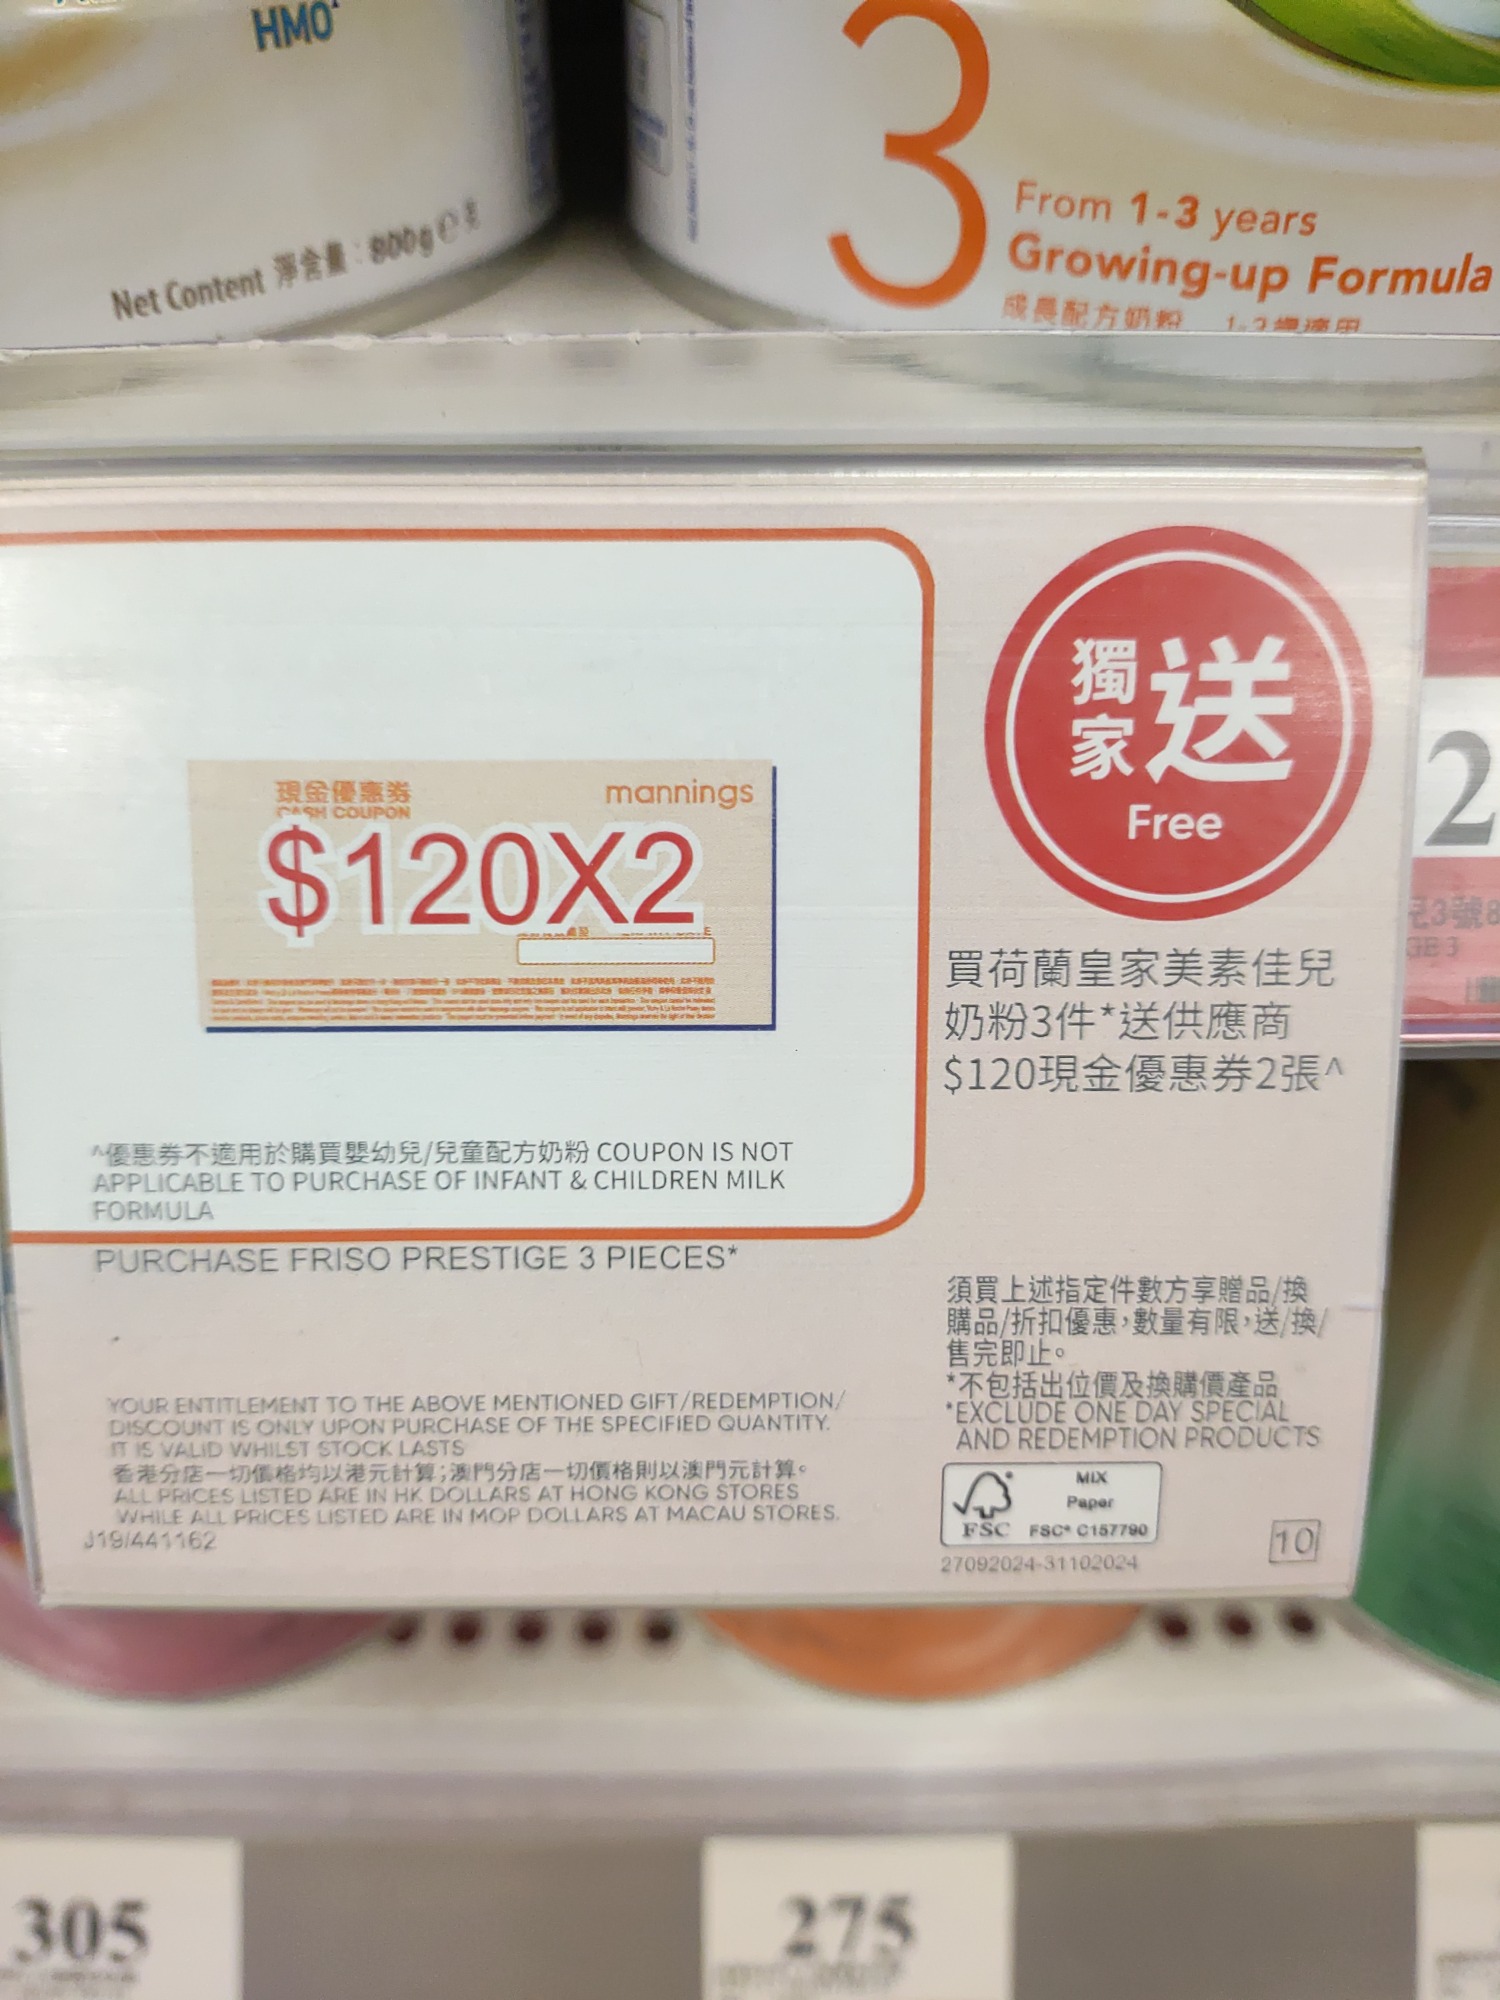 HMO
Net Content 淨含量：800g e
3
From 1-3 years
Growing-up Formula
成長配方奶粉
獨家送
Free
現金優惠券
CASH COUPON
mannings
$120X2
買荷蘭皇家美素佳兒
奶粉3件*送供應商
$120現金優惠券2張^
^優惠券不適用於購買嬰幼兒/兒童配方奶粉 COUPON IS NOT
APPLICABLE TO PURCHASE OF INFANT & CHILDREN MILK
FORMULA
PURCHASE FRISO PRESTIGE 3 PIECES*
須買上述指定件數方享贈品/換
購品/折扣優惠，數量有限，送/換/
售完即止。
*不包括出位價及換購價產品
*EXCLUDE ONE DAY SPECIAL
AND REDEMPTION PRODUCTS
YOUR ENTITLEMENT TO THE ABOVE MENTIONED GIFT/REDEMPTION/
DISCOUNT IS ONLY UPON PURCHASE OF THE SPECIFIED QUANTITY.
IT IS VALID WHILST STOCK LASTS
香港分店一切價格均以港元計算；澳門分店一切價格則以澳門元計算。
ALL PRICES LISTED ARE IN HK DOLLARS AT HONG KONG STORES
WHILE ALL PRICES LISTED ARE IN MOP DOLLARS AT MACAU STORES.
J19/441162
FSC
MIX
Paper
FSC® C157790
27092024-31102024
10
2
3號8
GE 3
305
275